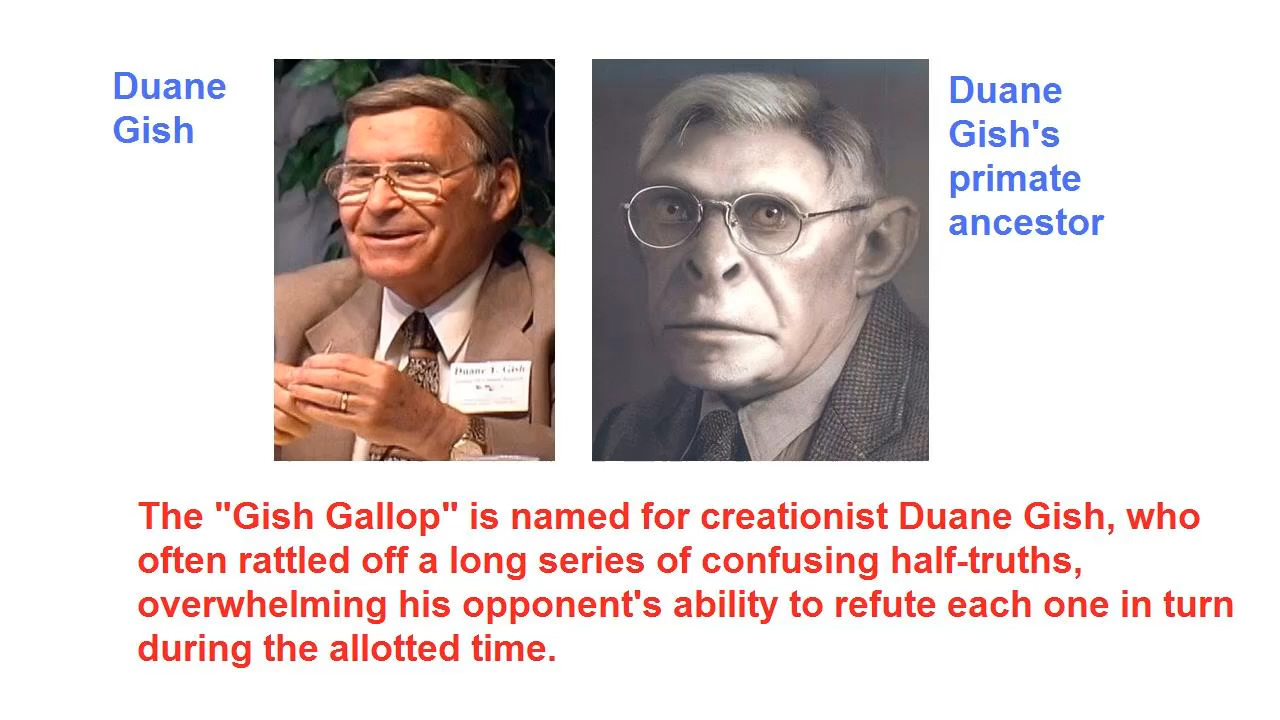 Duane
Gish
Duane
Gish's
primate
ancestor
Duane T. Gish
The "Gish Gallop" is named for creationist Duane Gish, who
often rattled off a long series of confusing half-truths,
overwhelming his opponent's ability to refute each one in turn
during the allotted time.